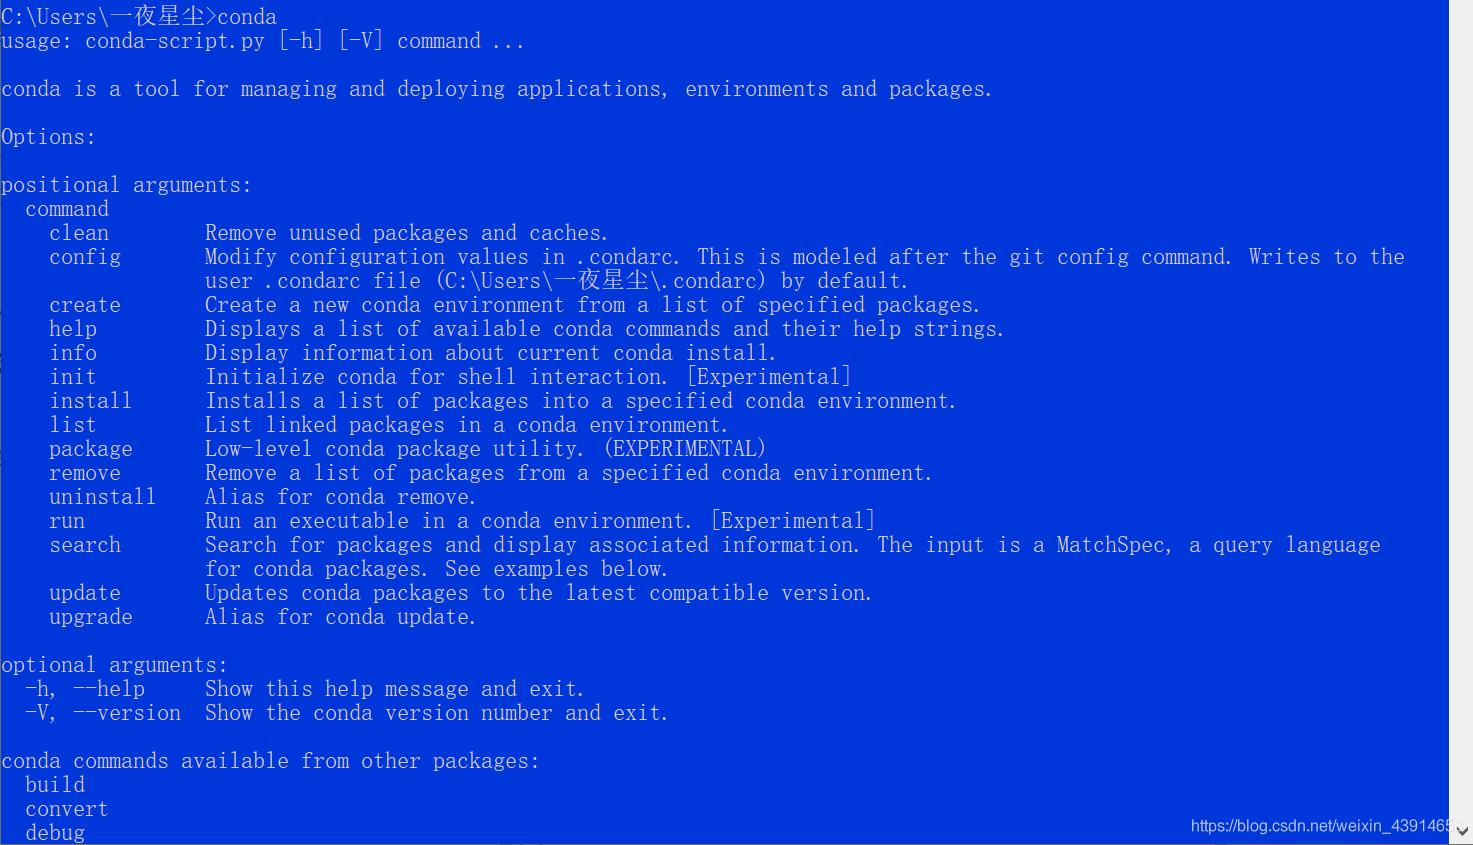 C:\Users\一夜星尘>conda
usage: conda-script.py [-h] [-V] command ...
conda is a tool for managing and deploying applications, environments and packages.
Options:
positional arguments:
command
clean Remove unused packages and caches.
config Modify configuration values in .condarc. This is modeled after the git config command. Writes to the
user .condarc file (C:\Users\一夜星尘\.condarc) by default.
create Create a new conda environment from a list of specified packages.
help Displays a list of available conda commands and their help strings.
info Display information about current conda install.
init Initialize conda for shell interaction. [Experimental]
install Installs a list of packages into a specified conda environment.
list List linked packages in a conda environment.
package Low-level conda package utility. (EXPERIMENTAL)
remove Remove a list of packages from a specified conda environment.
uninstall Alias for conda remove.
run Run an executable in a conda environment. [Experimental]
search Search for packages and display associated information. The input is a MatchSpec, a query language
for conda packages. See examples below.
update Updates conda packages to the latest compatible version.
upgrade Alias for conda update.
optional arguments:
-h, --help Show this help message and exit.
-V, --version Show the conda version number and exit.
conda commands available from other packages:
build
convert
debug